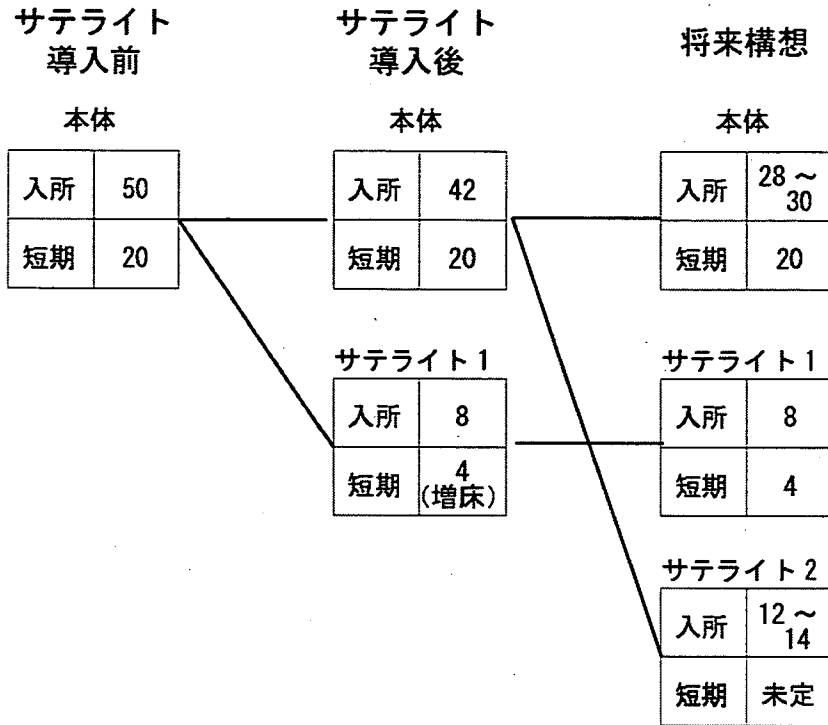 サテライト
導入前
サテライト
導入後
将来構想
本体
入所 50
短期 20
本体
入所 42
短期 20
サテライト1
入所 8
短期 4
(増床)
本体
入所 28～
30
短期 20
サテライト1
入所 8
短期 4
サテライト2
入所 12～
14
短期 未定